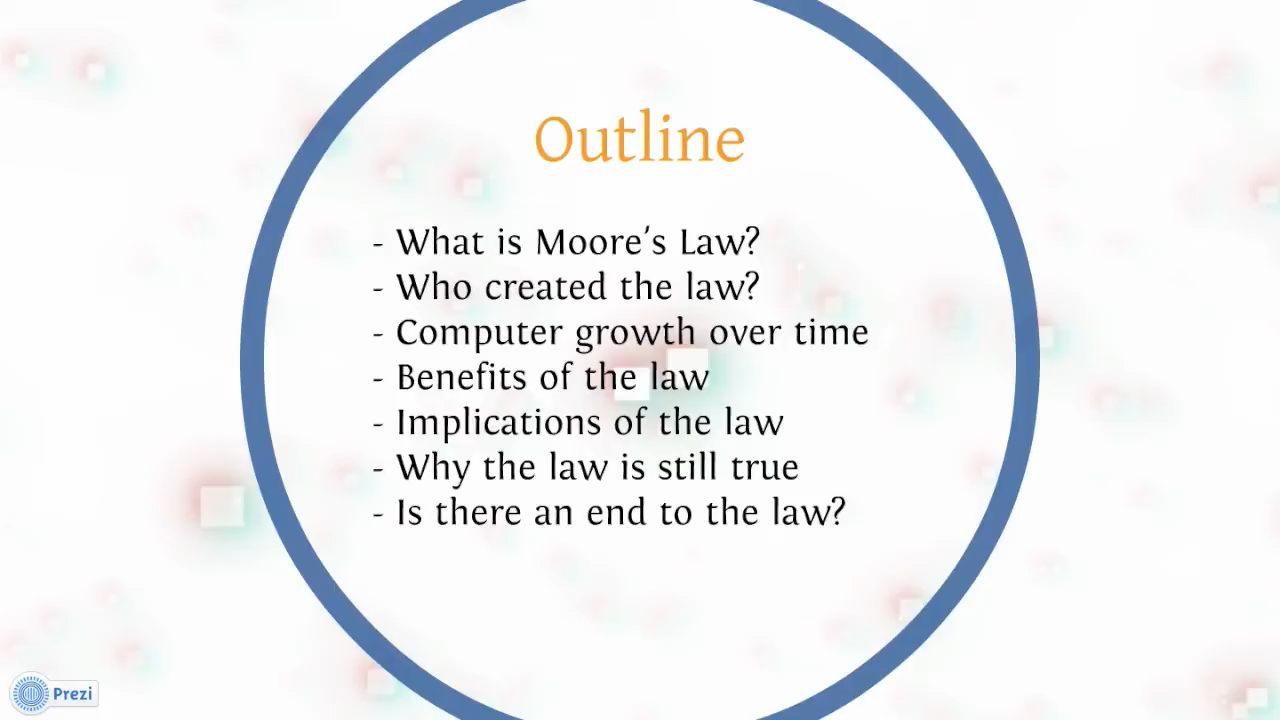 Outline
- What is Moore's Law?
- Who created the law?
- Computer growth over time
- Benefits of the law
- Implications of the law
- Why the law is still true
- Is there an end to the law?
Prezi